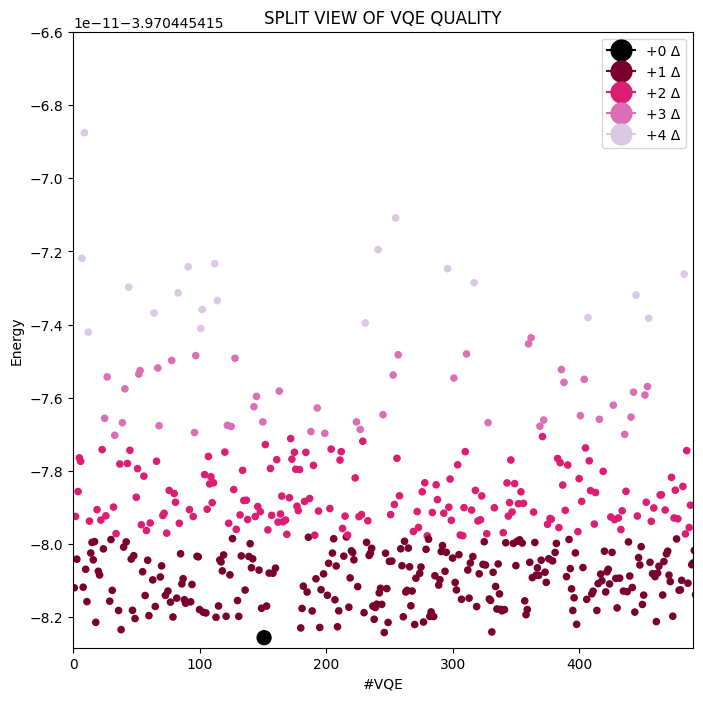 SPLIT VIEW OF VQE QUALITY
1e-11−3.970445415
−6.6
−6.8
−7.0
−7.2
−7.4
−7.6
−7.8
−8.0
−8.2
Energy
+0 Δ
+1 Δ
+2 Δ
+3 Δ
+4 Δ
0 100 200 300 400
#VQE